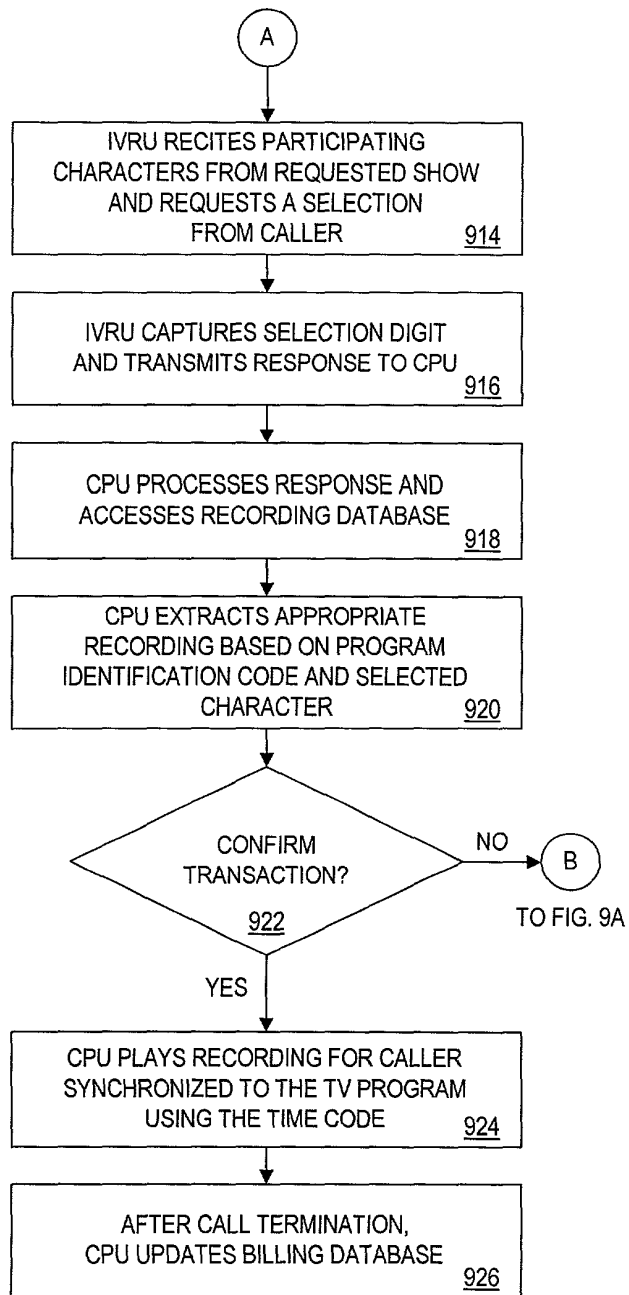 A
IVRU RECITES PARTICIPATING
CHARACTERS FROM REQUESTED SHOW
AND REQUESTS A SELECTION
FROM CALLER 914
IVRU CAPTURES SELECTION DIGIT
AND TRANSMITS RESPONSE TO CPU
916
CPU PROCESSES RESPONSE AND
ACCESSES RECORDING DATABASE
918
CPU EXTRACTS APPROPRIATE
RECORDING BASED ON PROGRAM
IDENTIFICATION CODE AND SELECTED
CHARACTER 920
CONFIRM
TRANSACTION?
922
NO
B
TO FIG. 9A
YES
CPU PLAYS RECORDING FOR CALLER
SYNCHRONIZED TO THE TV PROGRAM
USING THE TIME CODE 924
AFTER CALL TERMINATION,
CPU UPDATES BILLING DATABASE
926